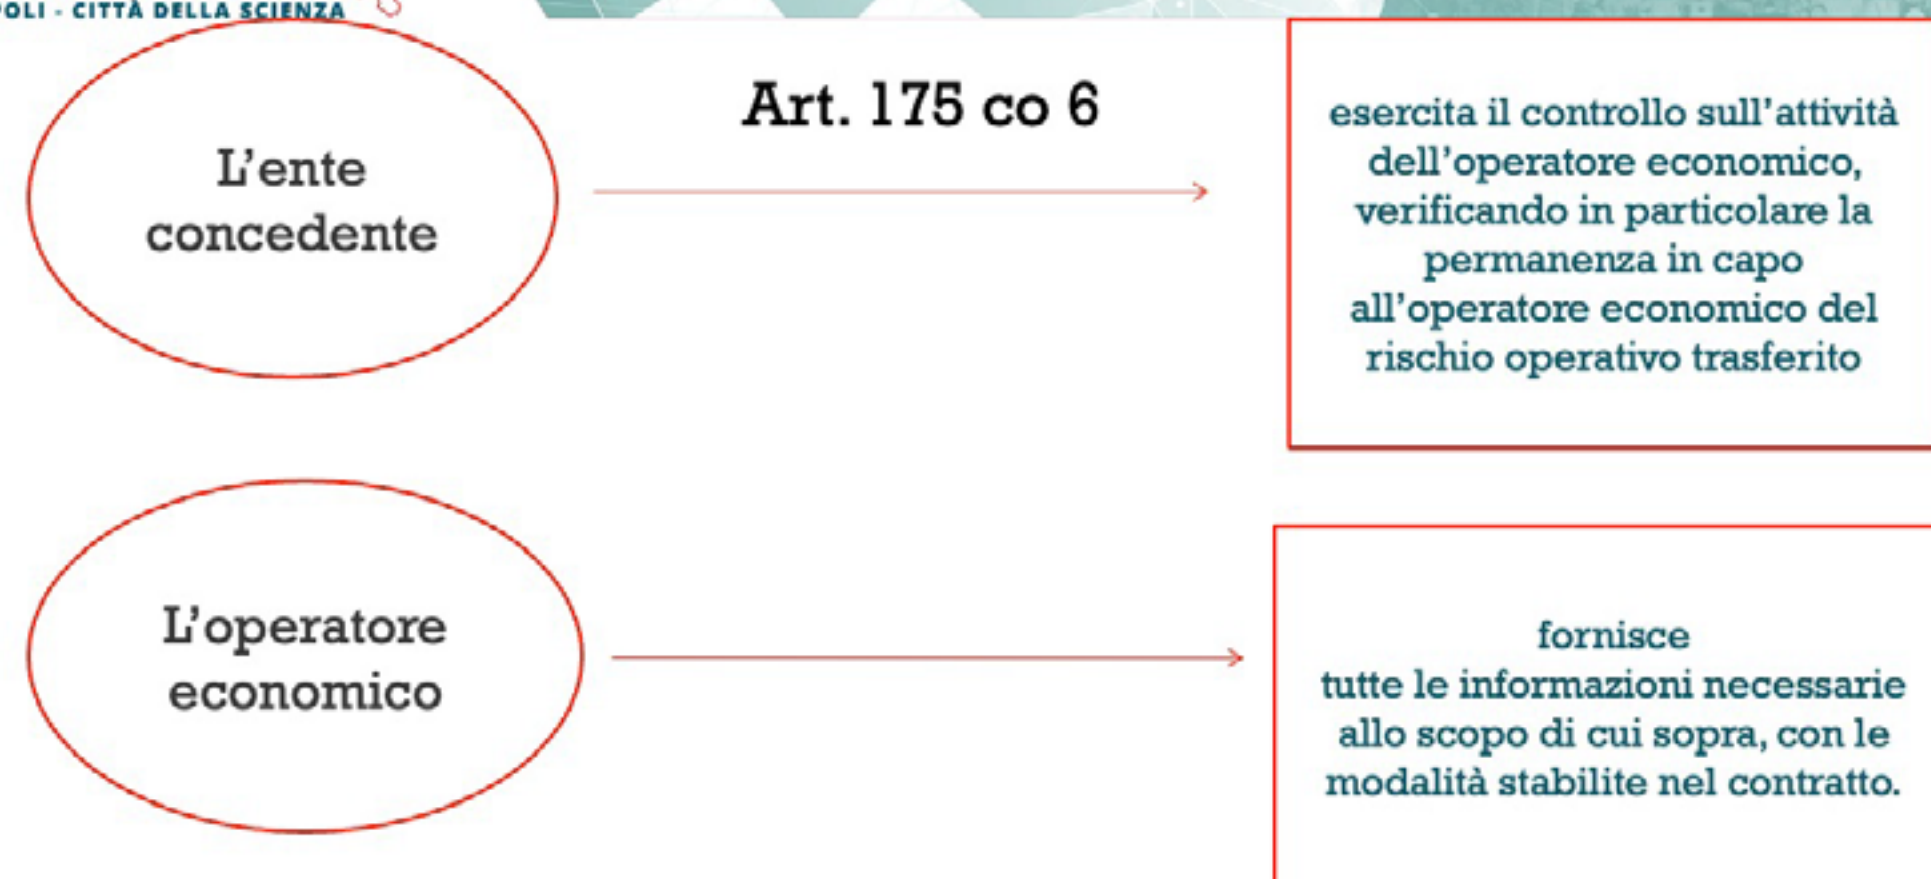 - CITTÀ DELLA SCIENZA
L'ente
concedente
Art. 175 co 6
esercita il controllo sull'attività
dell'operatore economico,
verificando in particolare la
permanenza in capo
all'operatore economico del
rischio operativo trasferito
L'operatore
economico
fornisce
tutte le informazioni necessarie
allo scopo di cui sopra, con le
modalità stabilite nel contratto.